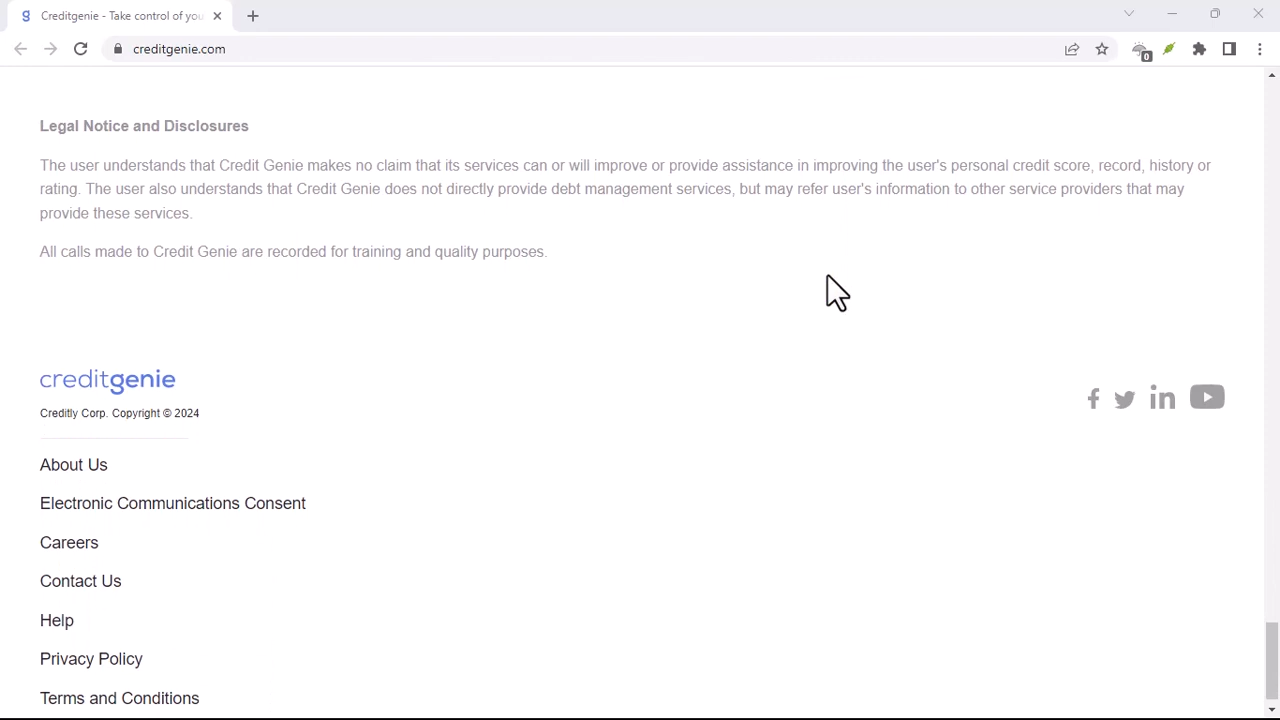 Creditgenie - Take control of you
creditgenie.com
0
Legal Notice and Disclosures
The user understands that Credit Genie makes no claim that its services can or will improve or provide assistance in improving the user's personal credit score, record, history or
rating. The user also understands that Credit Genie does not directly provide debt management services, but may refer user's information to other service providers that may
provide these services.
All calls made to Credit Genie are recorded for training and quality purposes.
creditgenie
Creditly Corp. Copyright © 2024
About Us
Electronic Communications Consent
Careers
Contact Us
Help
Privacy Policy
Terms and Conditions